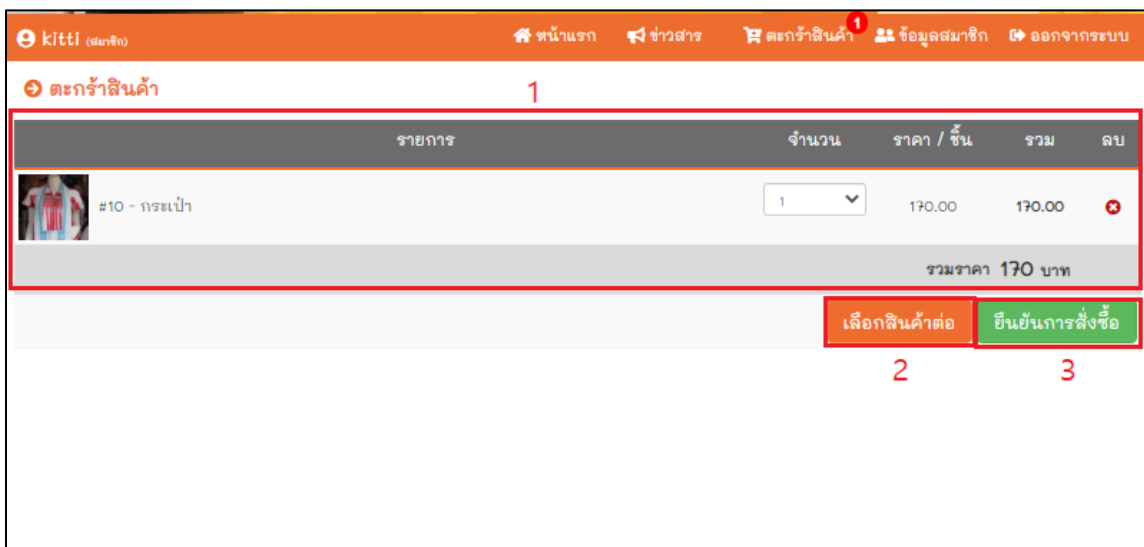 kitti (สมาชิก) หน้าแรก ข่าวสาร ตะกร้าสินค้า 1 ข้อมูลสมาชิก ออกจากระบบ
ตะกร้าสินค้า
1
รายการ จำนวน ราคา / ชิ้น รวม ลบ
#10 - กระเป๋า 1 170.00 170.00
รวมราคา 170 บาท
เลือกสินค้าต่อ ยืนยันการสั่งซื้อ
2 3